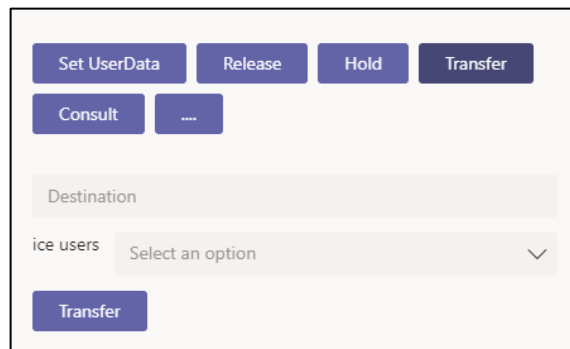 Set UserData Release Hold Transfer
Consult ....
Destination
ice users Select an option
Transfer